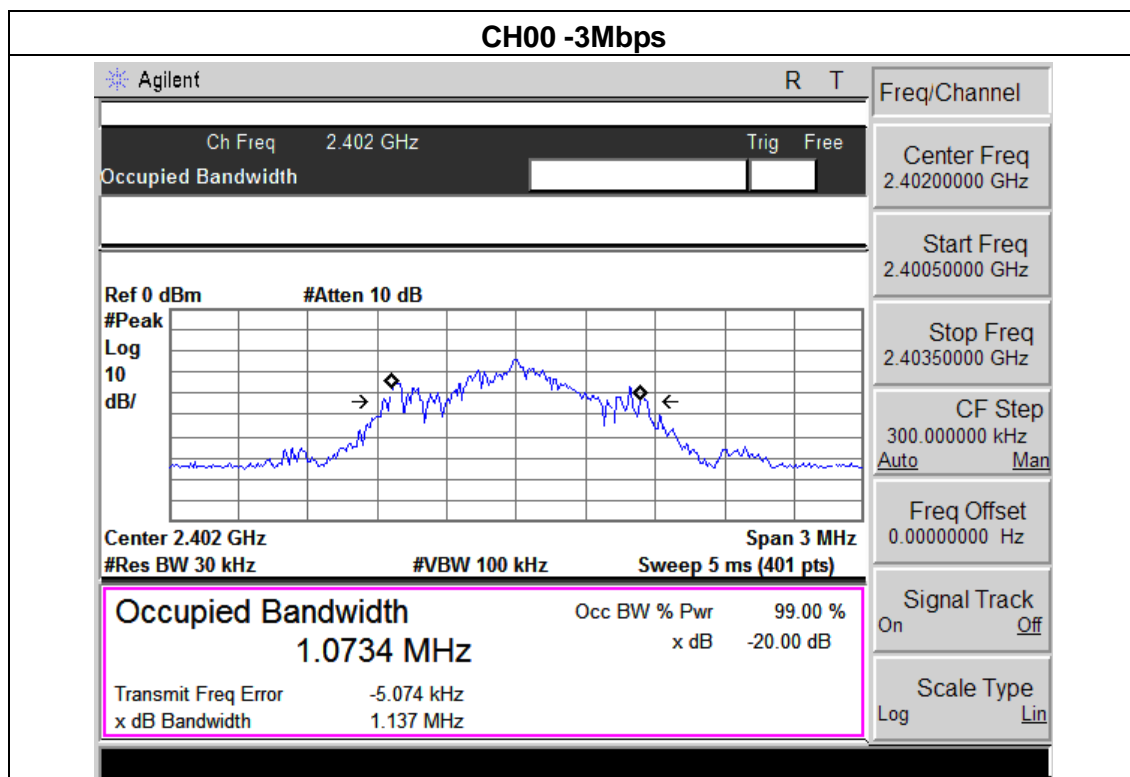 CH00 -3Mbps
Agilent R T
Ch Freq 2.402 GHz Trig Free
Occupied Bandwidth
Ref 0 dBm #Atten 10 dB
#Peak
Log
10
dB/
Center 2.402 GHz Span 3 MHz
#Res BW 30 kHz #VBW 100 kHz Sweep 5 ms (401 pts)
Occupied Bandwidth Occ BW % Pwr 99.00 %
1.0734 MHz x dB -20.00 dB
Transmit Freq Error -5.074 kHz
x dB Bandwidth 1.137 MHz
Freq/Channel
Center Freq
2.40200000 GHz
Start Freq
2.40050000 GHz
Stop Freq
2.40350000 GHz
CF Step
300.000000 kHz
Auto Man
Freq Offset
0.00000000 Hz
Signal Track
On Off
Scale Type
Log Lin